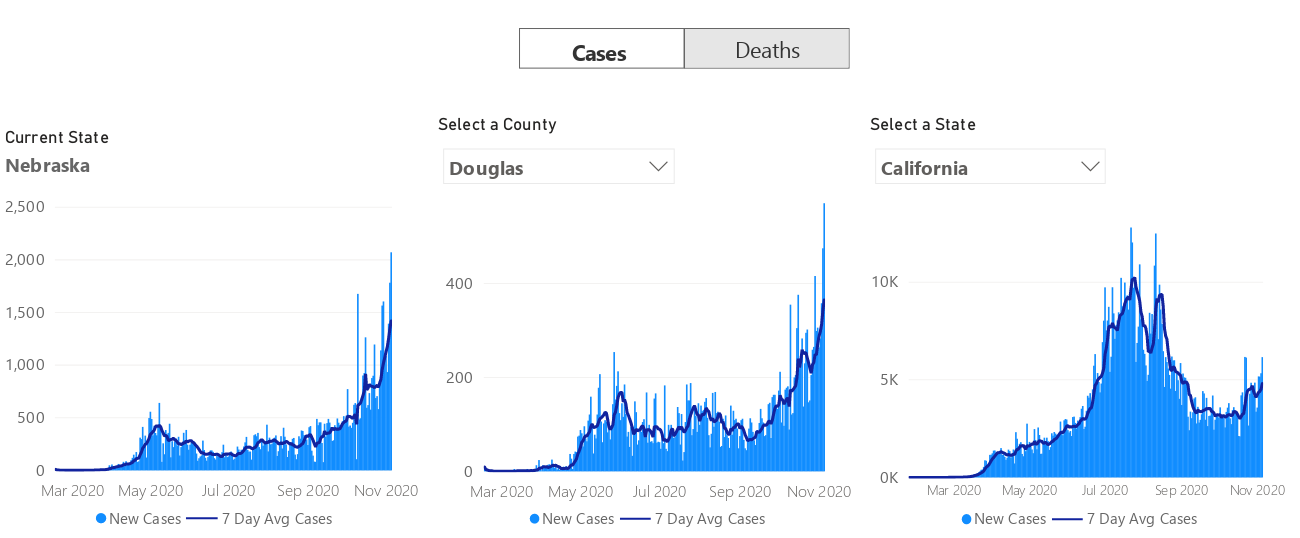 Cases
Deaths
Current State
Nebraska
2,500
2,000
1,500
1,000
500
0
Mar 2020 May 2020 Jul 2020 Sep 2020 Nov 2020
New Cases 7 Day Avg Cases
Select a County
Douglas
400
200
0
Mar 2020 May 2020 Jul 2020 Sep 2020 Nov 2020
New Cases 7 Day Avg Cases
Select a State
California
10K
5K
0K
Mar 2020 May 2020 Jul 2020 Sep 2020 Nov 2020
New Cases 7 Day Avg Cases